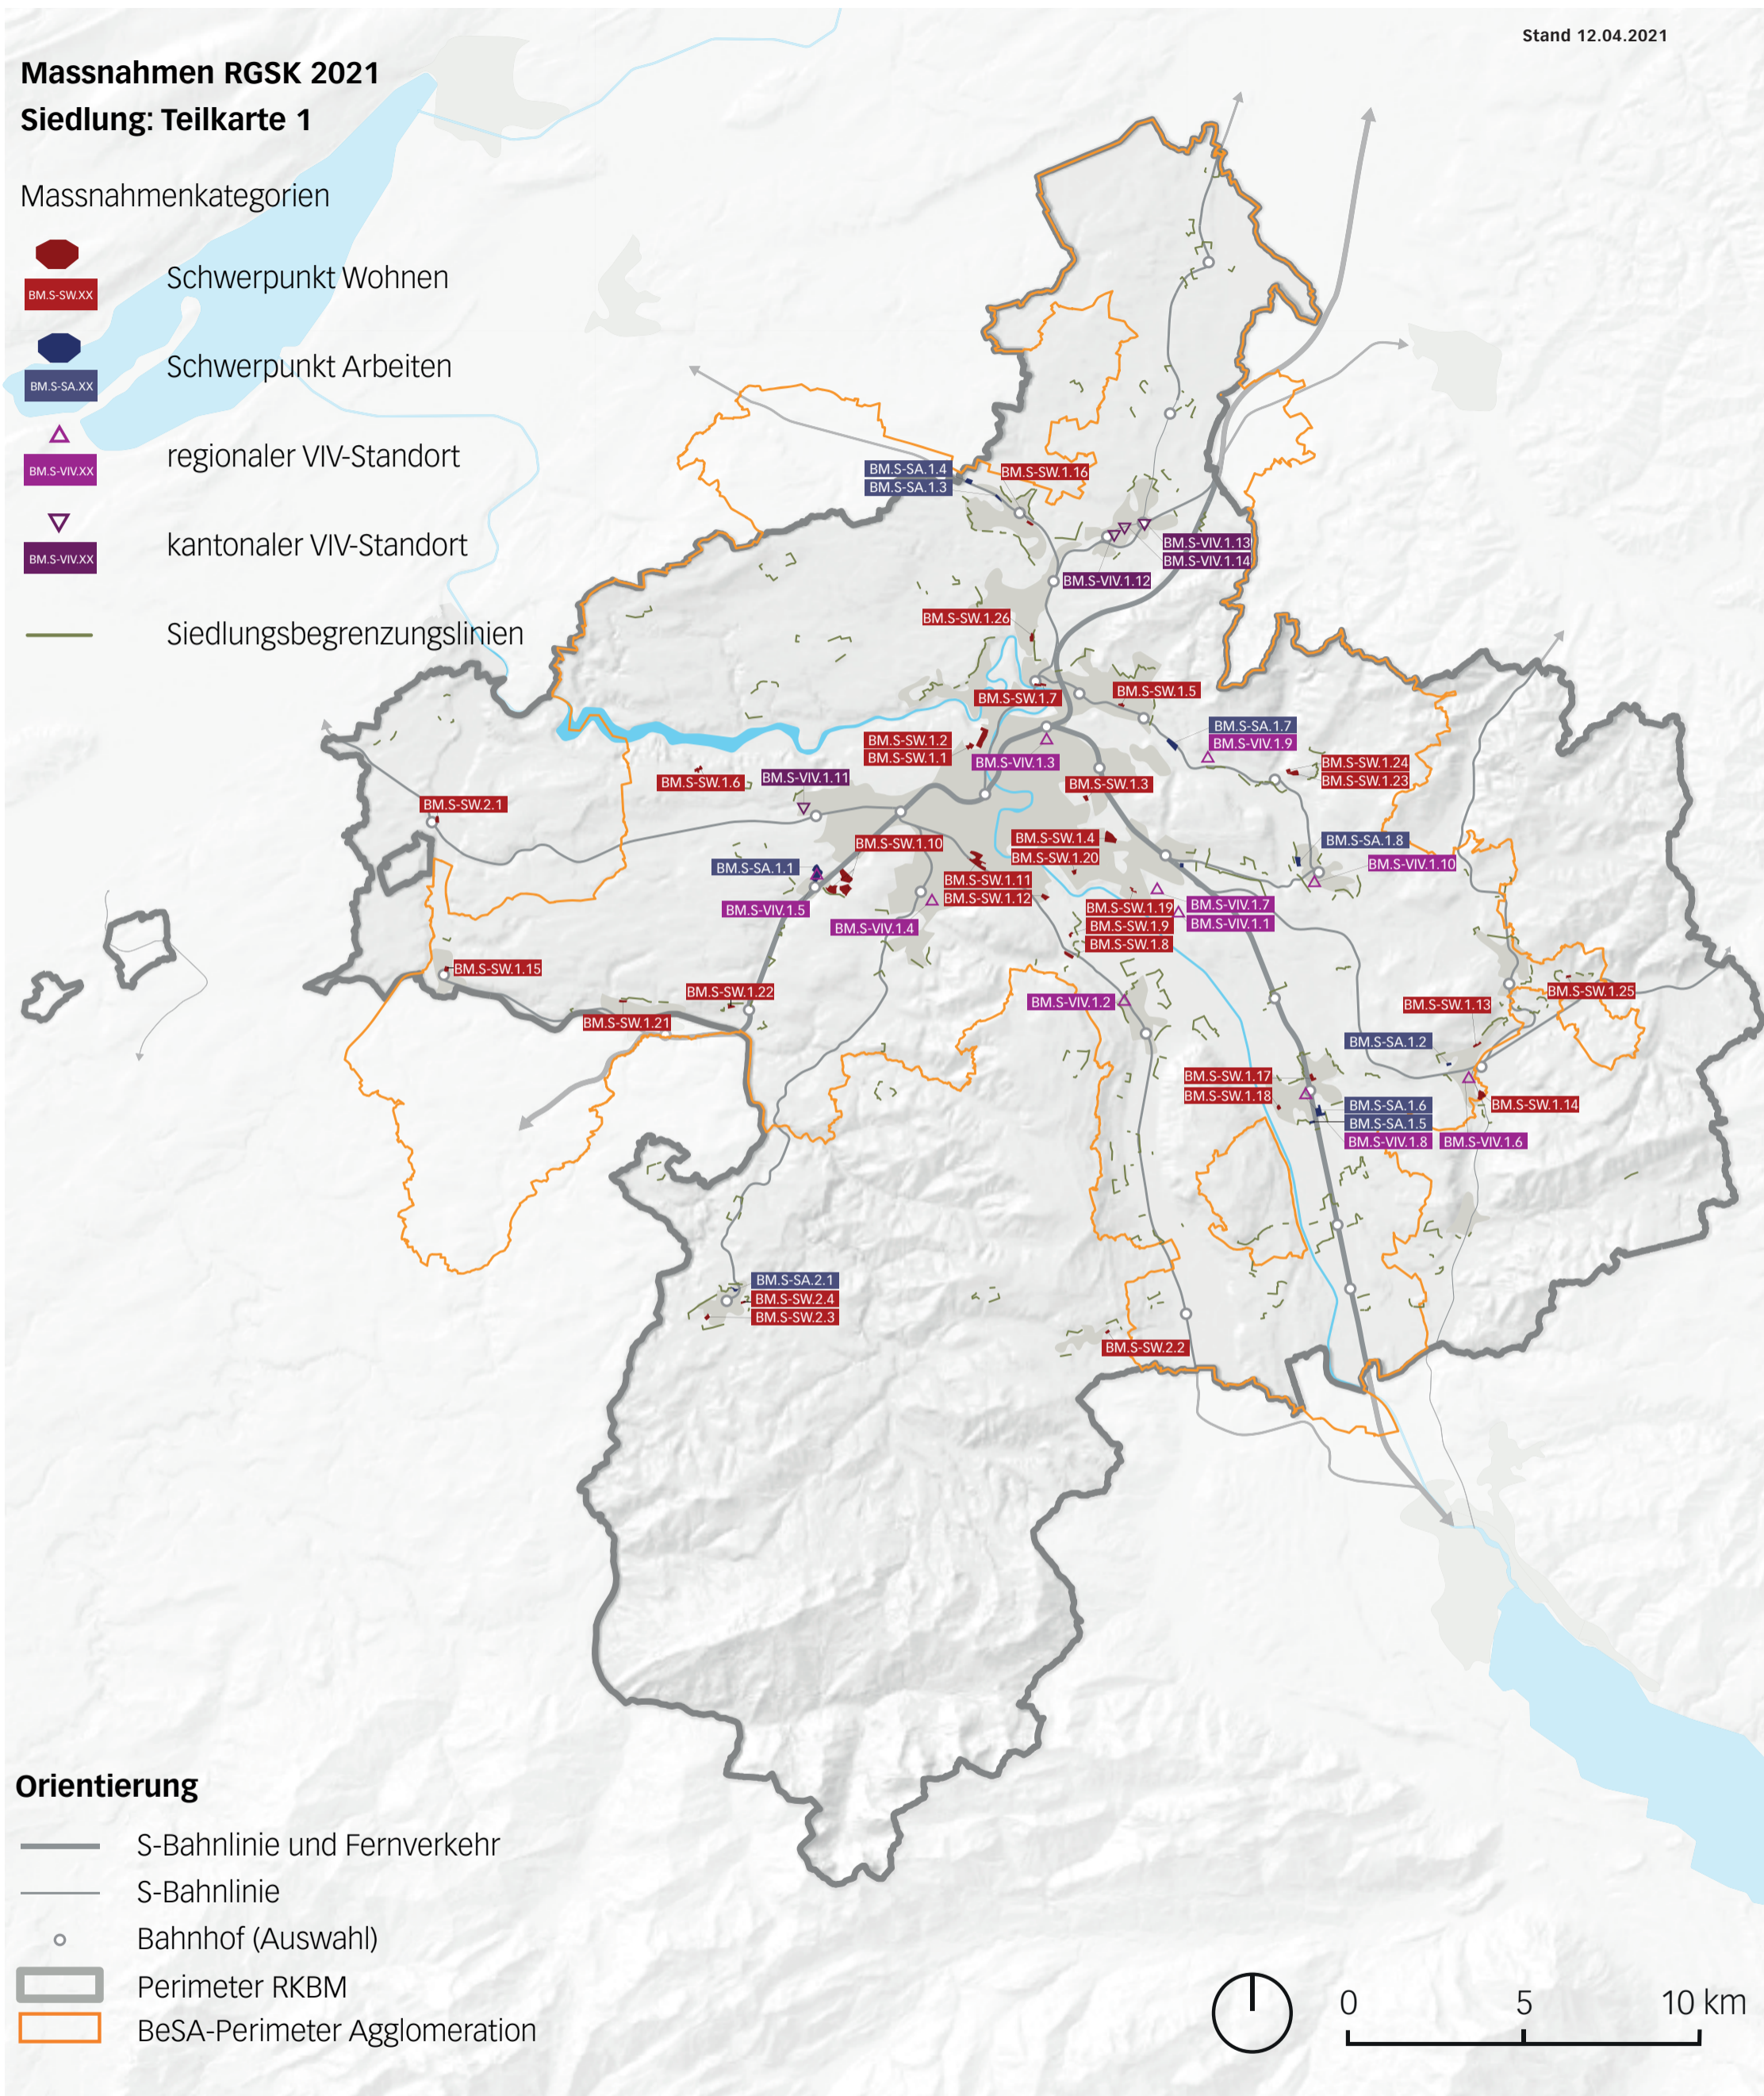 Stand 12.04.2021
Massnahmen RGSK 2021
Siedlung: Teilkarte 1
Massnahmenkategorien
BM.S-SW.XX
Schwerpunkt Wohnen
BM.S-SA.XX
Schwerpunkt Arbeiten
BM.S-VIV.XX
regionaler VIV-Standort
BM.S-VIV.XX
kantonaler VIV-Standort
Siedlungsbegrenzungslinien
BM.S-SA.1.4
BM.S-SA.1.3
BM.S-SW.1.16
BM.S-VIV.1.13
BM.S-VIV.1.14
BM.S-VIV.1.12
BM.S-SW.1.26
BM.S-SW.1.7
BM.S-SW.1.5
BM.S-SA.1.7
BM.S-VIV.1.9
BM.S-SW.1.2
BM.S-SW.1.1
BM.S-VIV.1.3
BM.S-SW.1.24
BM.S-SW.1.23
BM.S-SW.1.6
BM.S-VIV.1.11
BM.S-SW.1.3
BM.S-SW.2.1
BM.S-SW.1.10
BM.S-SW.1.4
BM.S-SW.1.20
BM.S-SA.1.8
BM.S-VIV.1.10
BM.S-SA.1.1
BM.S-SW.1.11
BM.S-SW.1.12
BM.S-VIV.1.5
BM.S-VIV.1.4
BM.S-SW.1.19
BM.S-SW.1.9
BM.S-SW.1.8
BM.S-VIV.1.7
BM.S-VIV.1.1
BM.S-SW.1.15
BM.S-SW.1.22
BM.S-SW.1.21
BM.S-VIV.1.2
BM.S-SW.1.25
BM.S-SW.1.13
BM.S-SA.1.2
BM.S-SW.1.17
BM.S-SW.1.18
BM.S-SA.1.6
BM.S-SA.1.5
BM.S-VIV.1.8
BM.S-SW.1.14
BM.S-VIV.1.6
BM.S-SA.2.1
BM.S-SW.2.4
BM.S-SW.2.3
BM.S-SW.2.2
Orientierung
S-Bahnlinie und Fernverkehr
S-Bahnlinie
Bahnhof (Auswahl)
Perimeter RKBM
BeSA-Perimeter Agglomeration
0 5 10 km